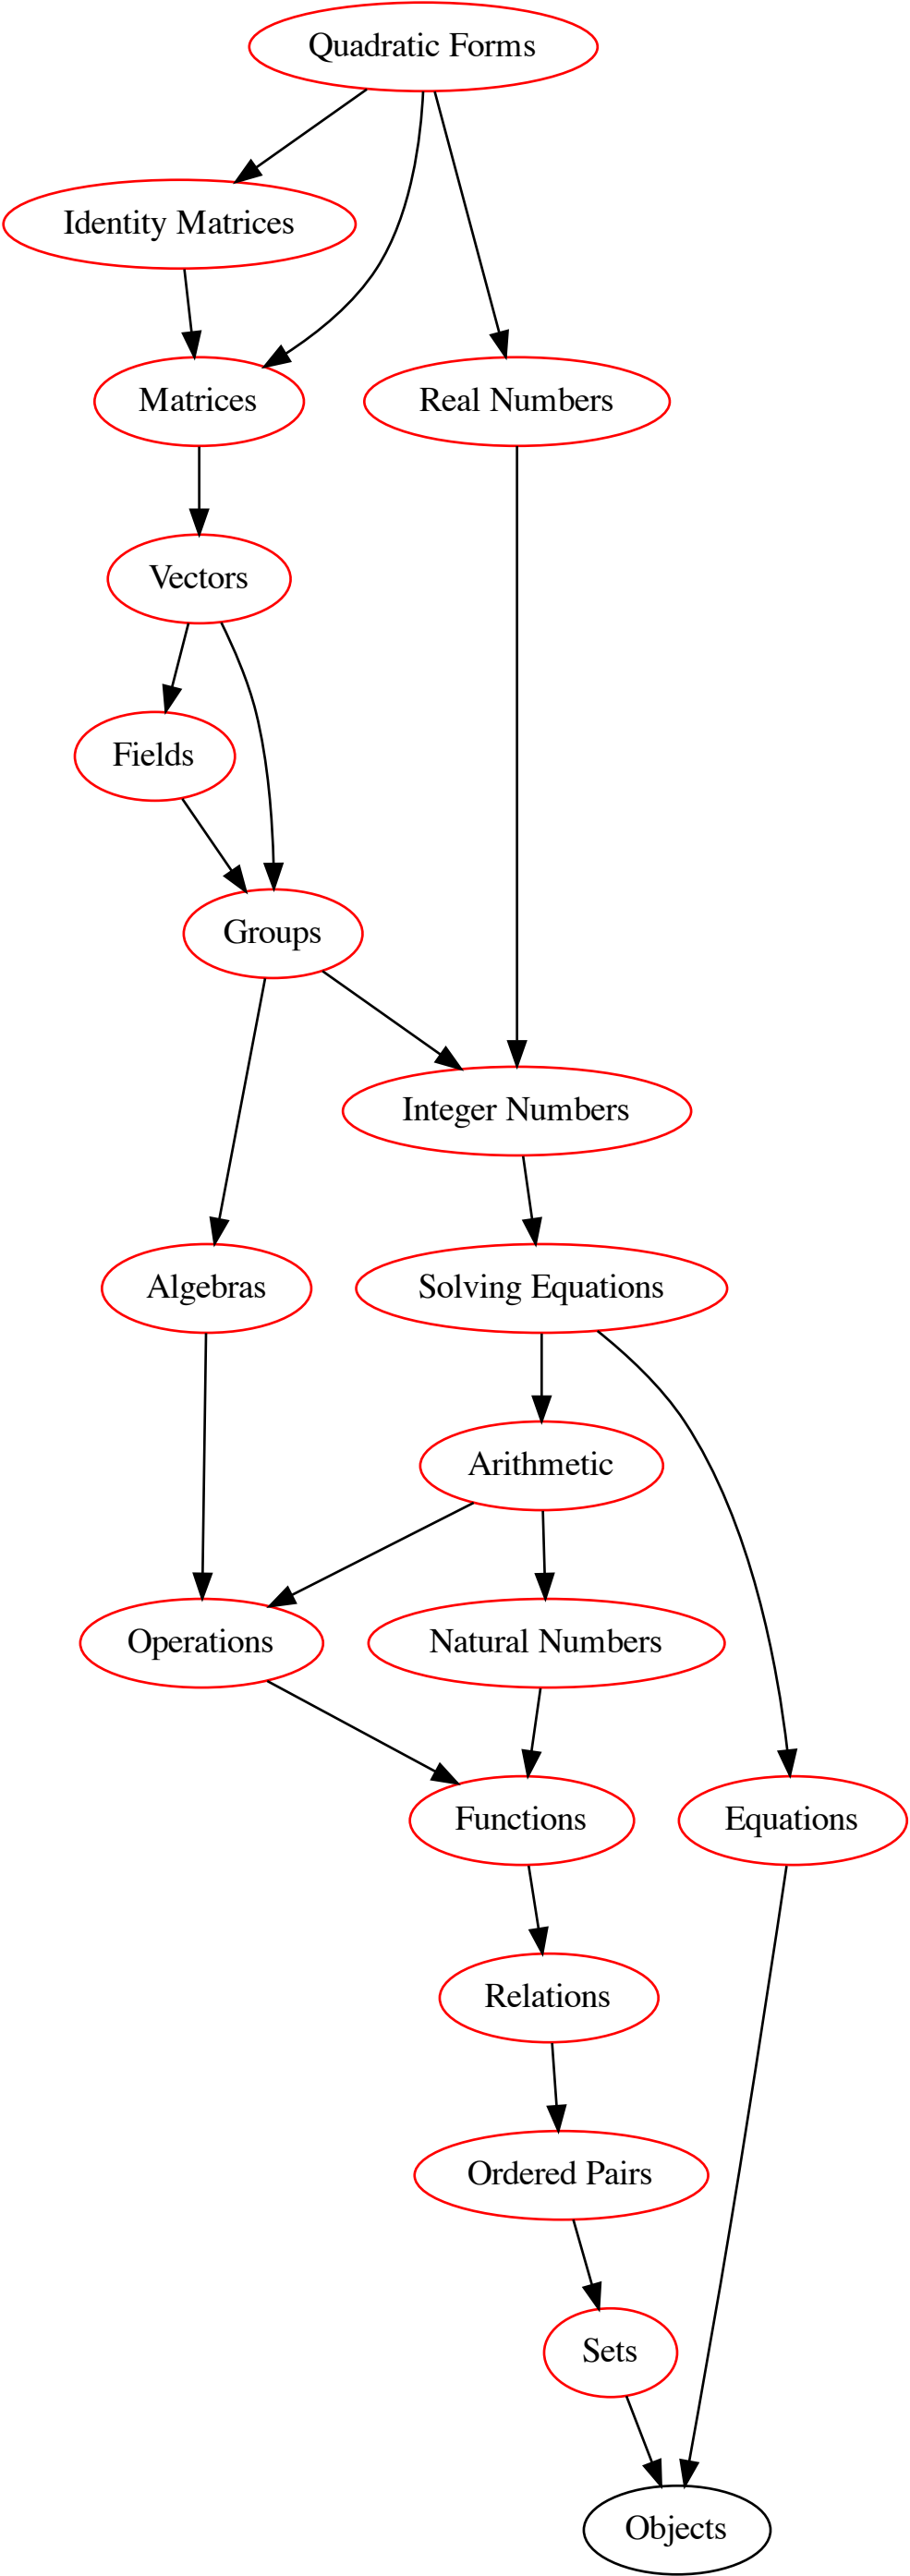 Quadratic Forms
Identity Matrices
Matrices
Real Numbers
Vectors
Fields
Groups
Integer Numbers
Algebras
Solving Equations
Arithmetic
Operations
Natural Numbers
Functions
Equations
Relations
Ordered Pairs
Sets
Objects